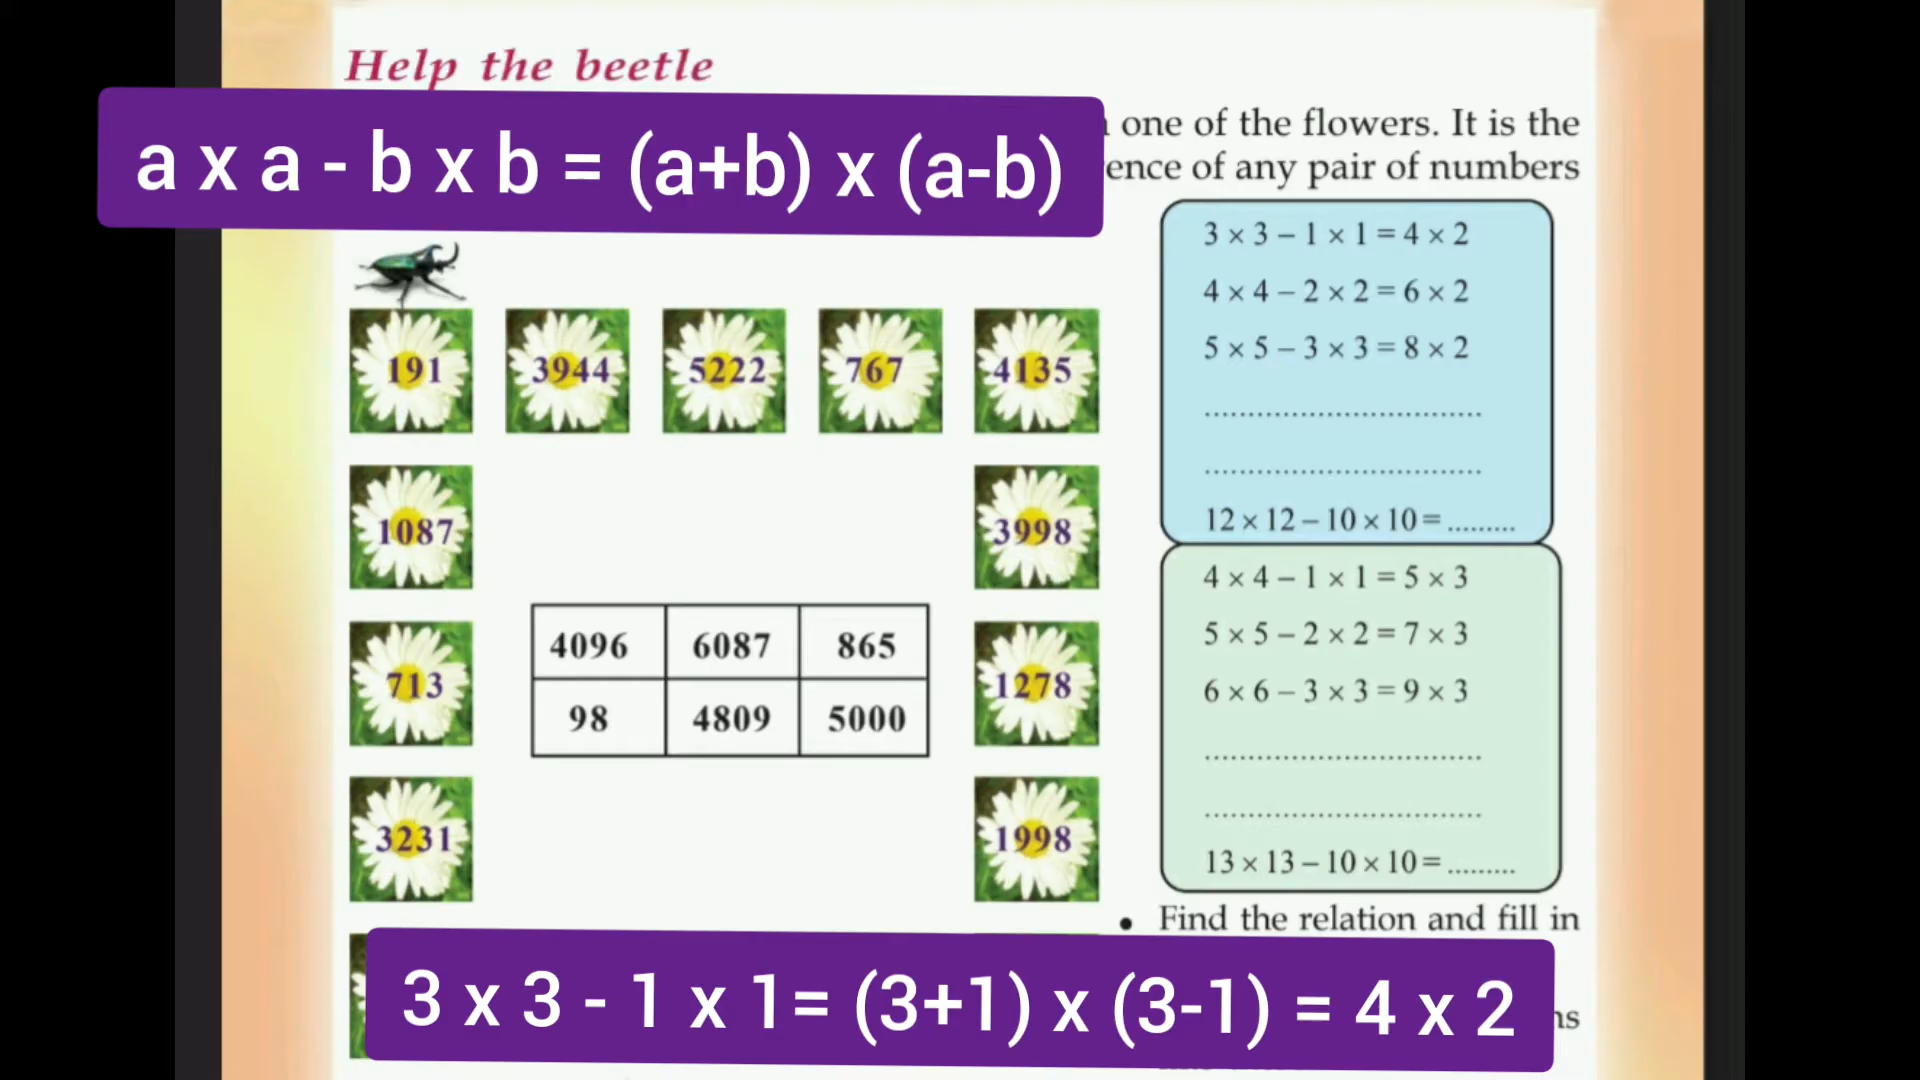 Help the beetle
a x a - b x b = (a+b) x (a-b)
one of the flowers. It is the
ence of any pair of numbers
191 3944 5222 767 4135
1087 3998
713 1278
3231 1998
4096 6087 865
98 4809 5000
3 × 3 – 1 × 1 = 4 × 2
4 × 4 – 2 × 2 = 6 × 2
5 × 5 – 3 × 3 = 8 × 2
................................
................................
12 × 12 – 10 × 10 = .........
4 × 4 – 1 × 1 = 5 × 3
5 × 5 – 2 × 2 = 7 × 3
6 × 6 – 3 × 3 = 9 × 3
................................
................................
13 × 13 – 10 × 10 = .........
• Find the relation and fill in
3 x 3 - 1 x 1= (3+1) x (3-1) = 4 x 2